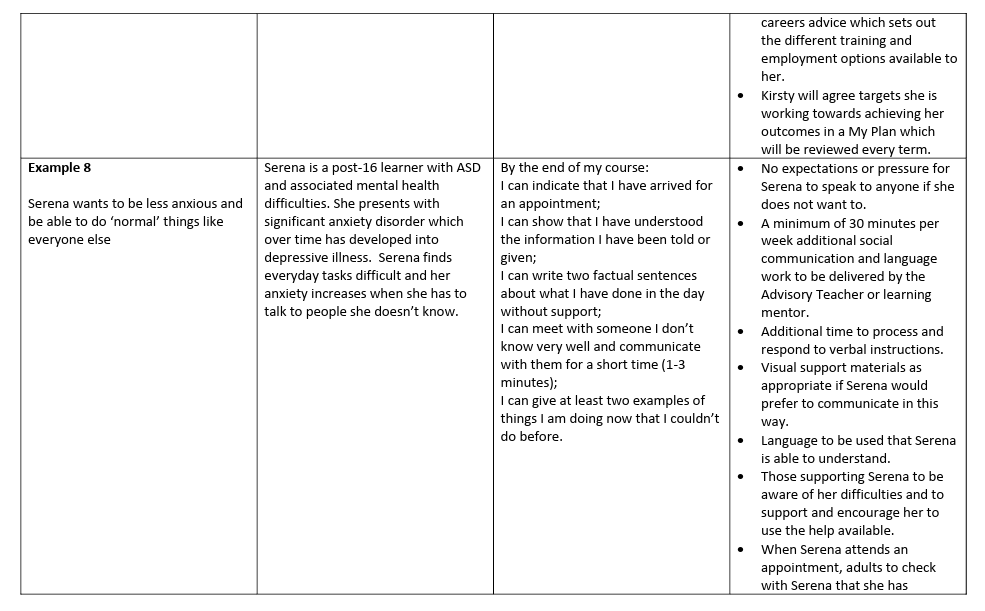 careers advice which sets out
the different training and
employment options available to
her.
• Kirsty will agree targets she is
working towards achieving her
outcomes in a My Plan which
will be reviewed every term.
Example 8
Serena wants to be less anxious and
be able to do ‘normal’ things like
everyone else
Serena is a post-16 learner with ASD
and associated mental health
difficulties. She presents with
significant anxiety disorder which
over time has developed into
depressive illness.  Serena finds
everyday tasks difficult and her
anxiety increases when she has to
talk to people she doesn’t know.
By the end of my course:
I can indicate that I have arrived for
an appointment;
I can show that I have understood
the information I have been told or
given;
I can write two factual sentences
about what I have done in the day
without support;
I can meet with someone I don’t
know very well and communicate
with them for a short time (1-3
minutes);
I can give at least two examples of
things I am doing now that I couldn’t
do before.
• No expectations or pressure for
Serena to speak to anyone if she
does not want to.
• A minimum of 30 minutes per
week additional social
communication and language
work to be delivered by the
Advisory Teacher or learning
mentor.
• Additional time to process and
respond to verbal instructions.
• Visual support materials as
appropriate if Serena would
prefer to communicate in this
way.
• Language to be used that Serena
is able to understand.
• Those supporting Serena to be
aware of her difficulties and to
support and encourage her to
use the help available.
• When Serena attends an
appointment, adults to check
with Serena that she has